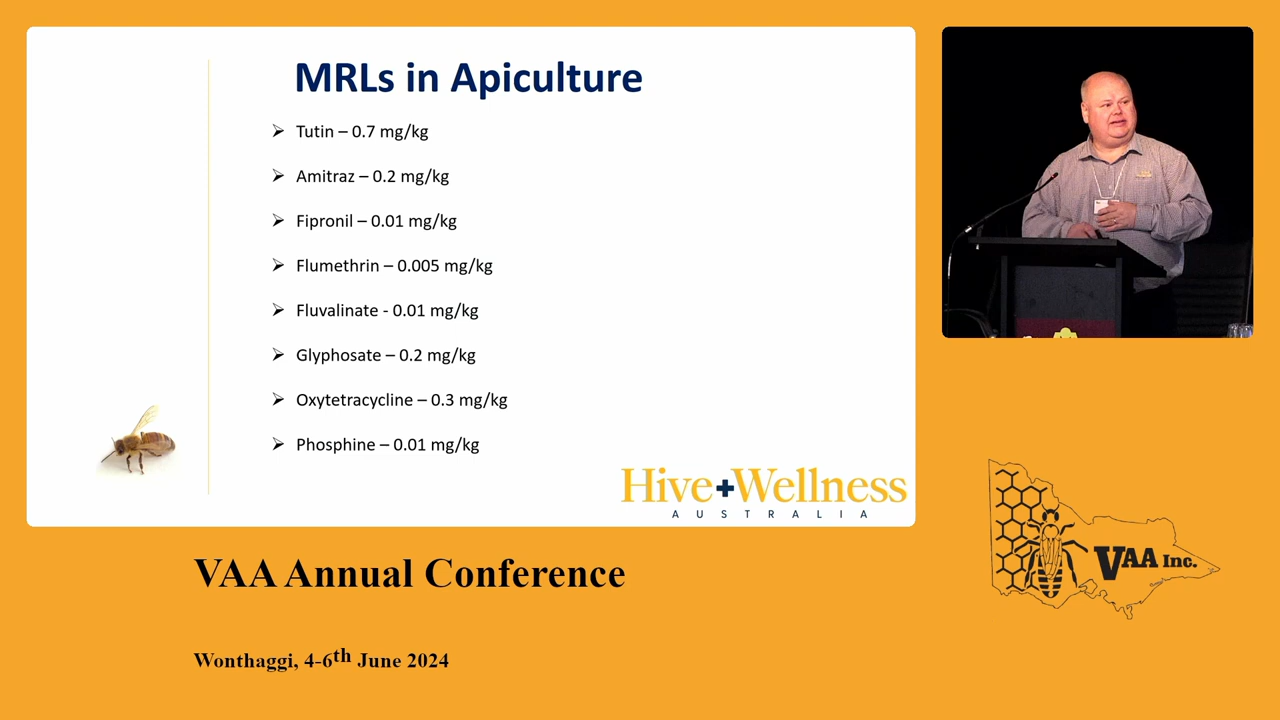 MRLs in Apiculture
➢ Tutin – 0.7 mg/kg
➢ Amitraz – 0.2 mg/kg
➢ Fipronil – 0.01 mg/kg
➢ Flumethrin – 0.005 mg/kg
➢ Fluvalinate - 0.01 mg/kg
➢ Glyphosate – 0.2 mg/kg
➢ Oxytetracycline – 0.3 mg/kg
➢ Phosphine – 0.01 mg/kg
Hive+Wellness
AUSTRALIA
VAA Annual Conference
Wonthaggi, 4-6th June 2024
VAA Inc.